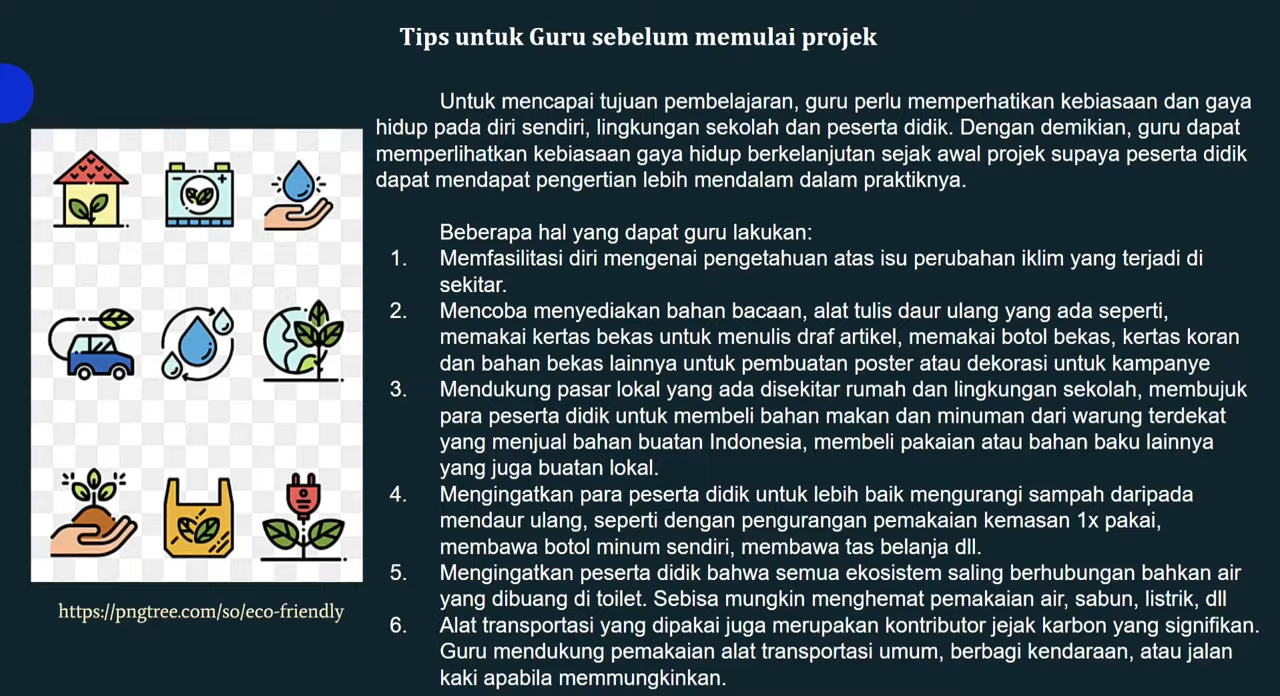 Tips untuk Guru sebelum memulai projek
Untuk mencapai tujuan pembelajaran, guru perlu memperhatikan kebiasaan dan gaya
hidup pada diri sendiri, lingkungan sekolah dan peserta didik. Dengan demikian, guru dapat
memperlihatkan kebiasaan gaya hidup berkelanjutan sejak awal projek supaya peserta didik
dapat mendapat pengertian lebih mendalam dalam praktiknya.
Beberapa hal yang dapat guru lakukan:
1. Memfasilitasi diri mengenai pengetahuan atas isu perubahan iklim yang terjadi di
sekitar.
2. Mencoba menyediakan bahan bacaan, alat tulis daur ulang yang ada seperti,
memakai kertas bekas untuk menulis draf artikel, memakai botol bekas, kertas koran
dan bahan bekas lainnya untuk pembuatan poster atau dekorasi untuk kampanye
3. Mendukung pasar lokal yang ada disekitar rumah dan lingkungan sekolah, membujuk
para peserta didik untuk membeli bahan makan dan minuman dari warung terdekat
yang menjual bahan buatan Indonesia, membeli pakaian atau bahan baku lainnya
yang juga buatan lokal.
4. Mengingatkan para peserta didik untuk lebih baik mengurangi sampah daripada
mendaur ulang, seperti dengan pengurangan pemakaian kemasan 1x pakai,
membawa botol minum sendiri, membawa tas belanja dll.
5. Mengingatkan peserta didik bahwa semua ekosistem saling berhubungan bahkan air
yang dibuang di toilet. Sebisa mungkin menghemat pemakaian air, sabun, listrik, dll
6. Alat transportasi yang dipakai juga merupakan kontributor jejak karbon yang signifikan.
Guru mendukung pemakaian alat transportasi umum, berbagi kendaraan, atau jalan
kaki apabila memmungkinkan.
https://pngtree.com/so/eco-friendly